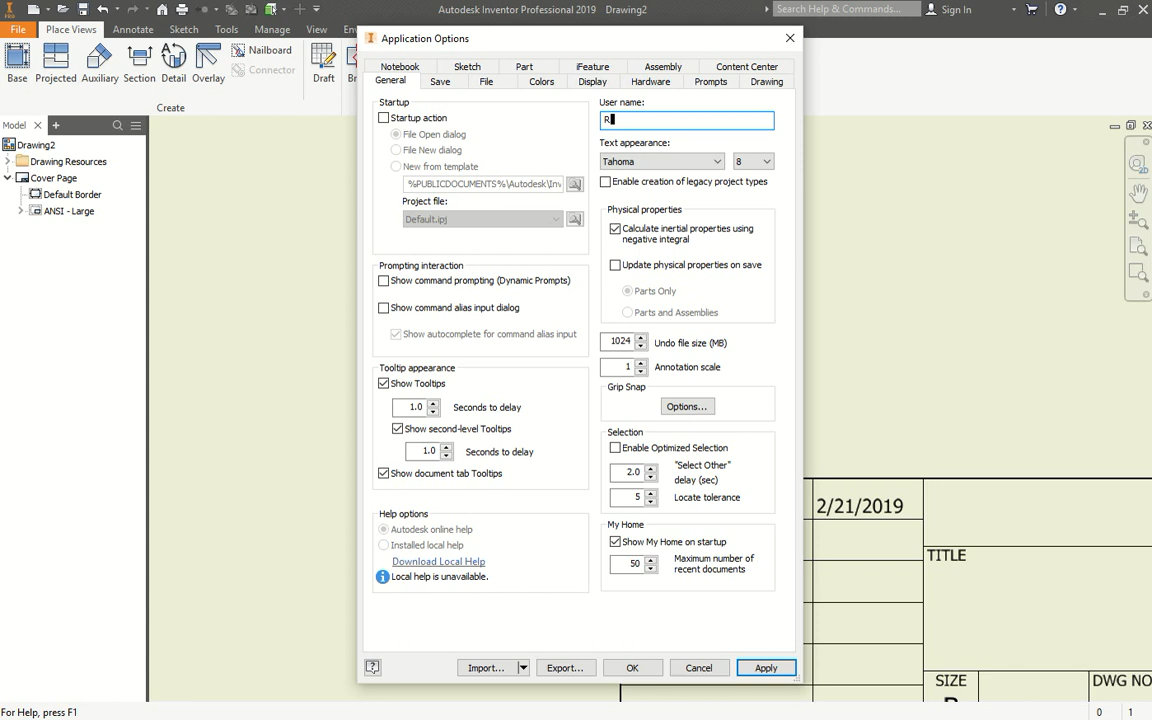 Autodesk Inventor Professional 2019 Drawing2
Search Help & Commands...
Sign In
File
Place Views
Annotate
Sketch
Tools
Manage
View
Base
Projected
Auxiliary
Section
Detail
Overlay
Nailboard
Connector
Draft
Create
Model
Drawing2
Drawing Resources
Cover Page
Default Border
ANSI - Large
Application Options
Notebook
Sketch
Part
iFeature
Assembly
Content Center
General
Save
File
Colors
Display
Hardware
Prompts
Drawing
Startup
Startup action
File Open dialog
File New dialog
New from template
%PUBLICDOCUMENTS%\Autodesk\Inv
Project file:
Default.ipj
Prompting interaction
Show command prompting (Dynamic Prompts)
Show command alias input dialog
Show autocomplete for command alias input
Tooltip appearance
Show Tooltips
1.0 Seconds to delay
Show second-level Tooltips
1.0 Seconds to delay
Show document tab Tooltips
Help options
Autodesk online help
Installed local help
Download Local Help
Local help is unavailable.
User name:
R
Text appearance:
Tahoma
8
Enable creation of legacy project types
Physical properties
Calculate inertial properties using
negative integral
Update physical properties on save
Parts Only
Parts and Assemblies
1024 Undo file size (MB)
1 Annotation scale
Grip Snap
Options...
Selection
Enable Optimized Selection
2.0 "Select Other"
delay (sec)
5 Locate tolerance
My Home
Show My Home on startup
50 Maximum number of
recent documents
Import...
Export...
OK
Cancel
Apply
2/21/2019
TITLE
SIZE
DWG NO
For Help, press F1
0 1